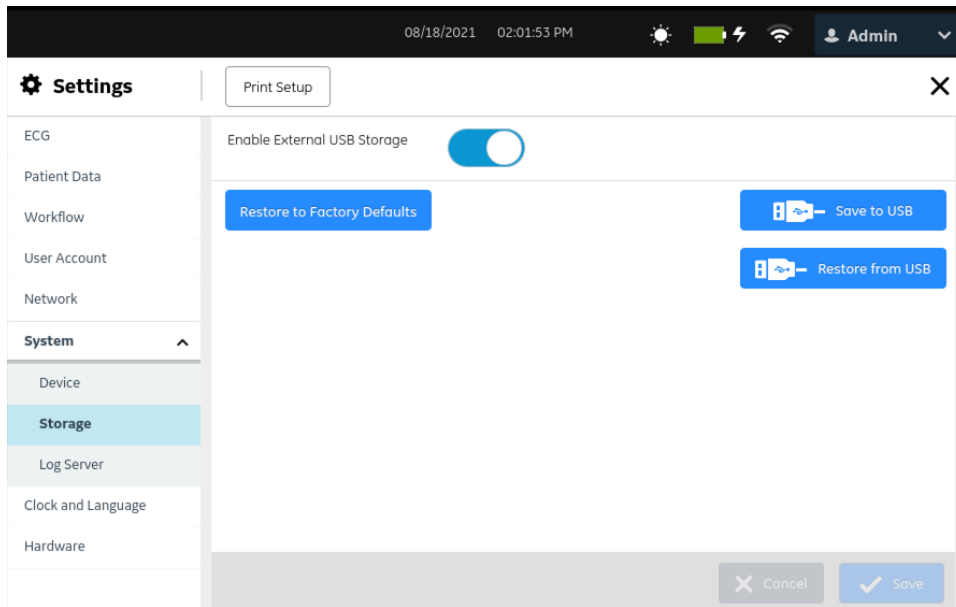 08/18/2021 02:01:53 PM Admin
Settings Print Setup
ECG
Patient Data
Workflow
User Account
Network
System
Device
Storage
Log Server
Clock and Language
Hardware
Enable External USB Storage
Restore to Factory Defaults
Save to USB
Restore from USB
Cancel Save